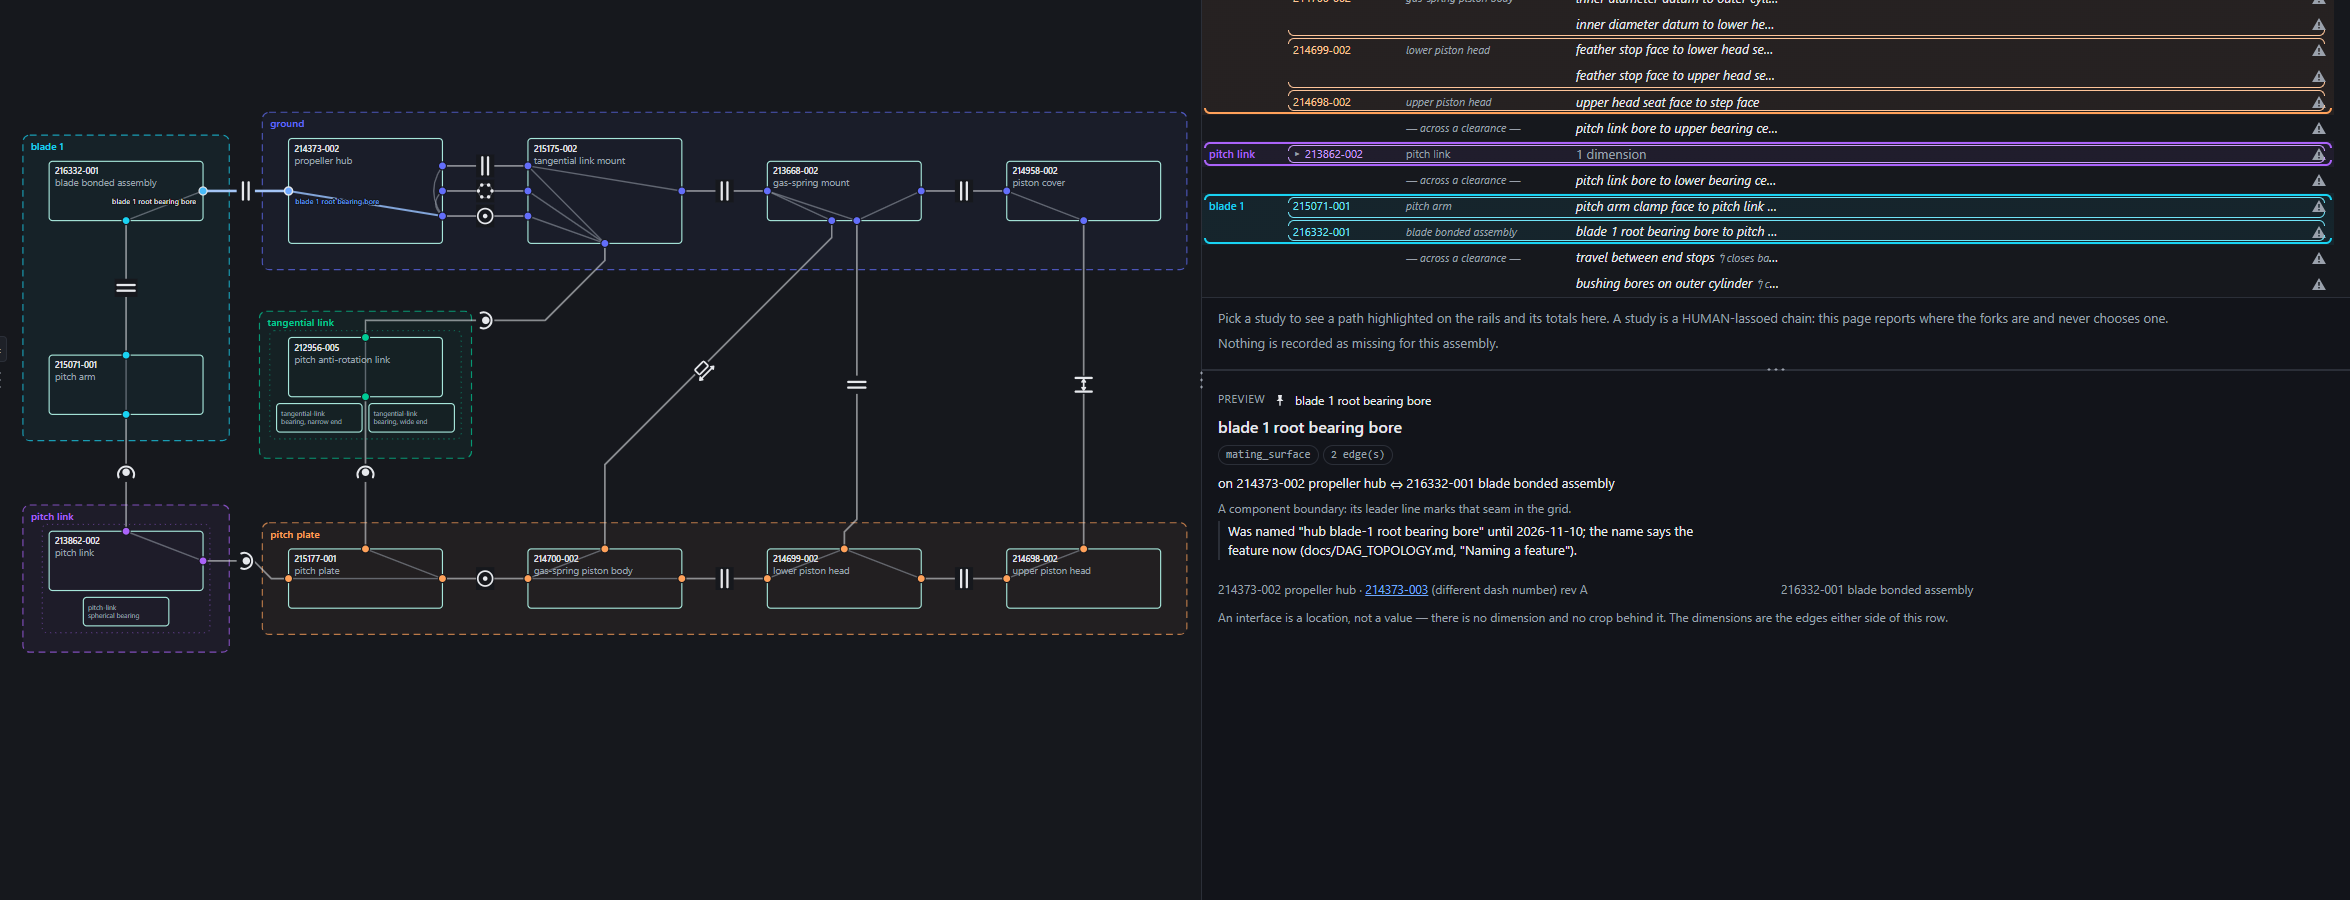 ground
214373-002
propeller hub
blade 1 root bearing bore
215175-002
tangential link mount
213668-002
gas-spring mount
214958-002
piston cover
blade 1
216332-001
blade bonded assembly
blade 1 root bearing bore
215071-001
pitch arm
tangential link
212956-005
pitch anti-rotation link
tangential-link
bearing, narrow end
tangential-link
bearing, wide end
pitch link
213862-002
pitch link
pitch-link
spherical bearing
pitch plate
215177-001
pitch plate
214700-002
gas-spring piston body
214699-002
lower piston head
214698-002
upper piston head
inner diameter datum to lower he...
214699-002 lower piston head feather stop face to lower head se...
feather stop face to upper head se...
214698-002 upper piston head upper head seat face to step face
— across a clearance — pitch link bore to upper bearing ce...
pitch link ▸ 213862-002 pitch link 1 dimension
— across a clearance — pitch link bore to lower bearing ce...
blade 1 215071-001 pitch arm pitch arm clamp face to pitch link ...
216332-001 blade bonded assembly blade 1 root bearing bore to pitch ...
— across a clearance — travel between end stops ↰ closes ba...
bushing bores on outer cylinder ↰ c...
Pick a study to see a path highlighted on the rails and its totals here. A study is a HUMAN-lassoed chain: this page reports where the forks are and never chooses one.
Nothing is recorded as missing for this assembly.
PREVIEW blade 1 root bearing bore
blade 1 root bearing bore
mating_surface 2 edge(s)
on 214373-002 propeller hub ⇔ 216332-001 blade bonded assembly
A component boundary: its leader line marks that seam in the grid.
Was named "hub blade-1 root bearing bore" until 2026-11-10; the name says the
feature now (docs/DAG_TOPOLOGY.md, "Naming a feature").
214373-002 propeller hub · 214373-003 (different dash number) rev A 216332-001 blade bonded assembly
An interface is a location, not a value — there is no dimension and no crop behind it. The dimensions are the edges either side of this row.